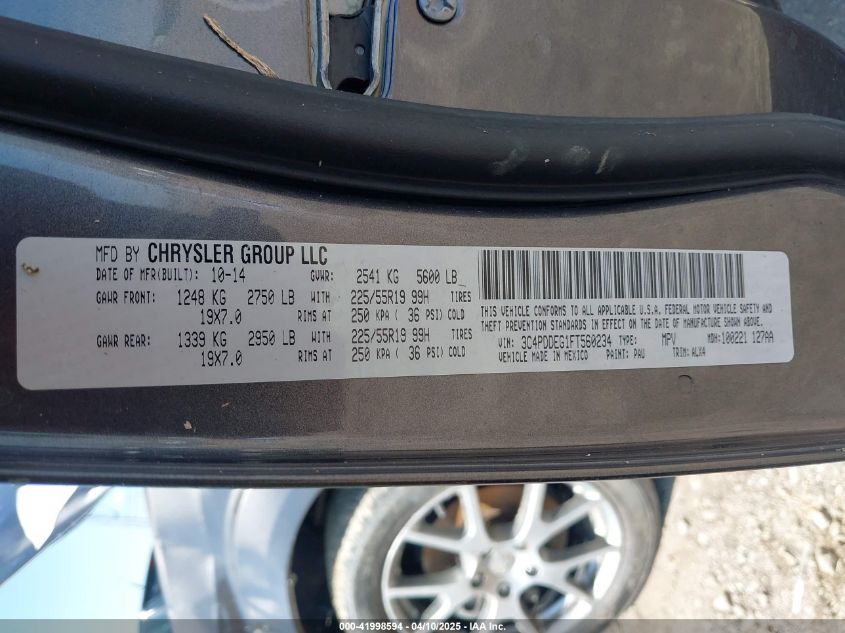 MFD BY CHRYSLER GROUP LLC
DATE OF MFR(BUILT): 10-14 GVWR: 2541 KG 5600 LB
GAWR FRONT: 1248 KG 2750 LB WITH 225/55R19 99H TIRES
19X7.0 RIMS AT 250 KPA ( 36 PSI) COLD
GAWR REAR: 1339 KG 2950 LB WITH 225/55R19 99H TIRES
19X7.0 RIMS AT 250 KPA ( 36 PSI) COLD
THIS VEHICLE CONFORMS TO ALL APPLICABLE U.S.A. FEDERAL MOTOR VEHICLE SAFETY AND
THEFT PREVENTION STANDARDS IN EFFECT ON THE DATE OF MANUFACTURE SHOWN ABOVE.
VIN: 3C4PDDEG1FT560234 TYPE: MPV MDH: 100221 127AA
VEHICLE MADE IN MEXICO PAINT: PAU TRIM: ALX4
000-41998594 - 04/10/2025 - IAA Inc.